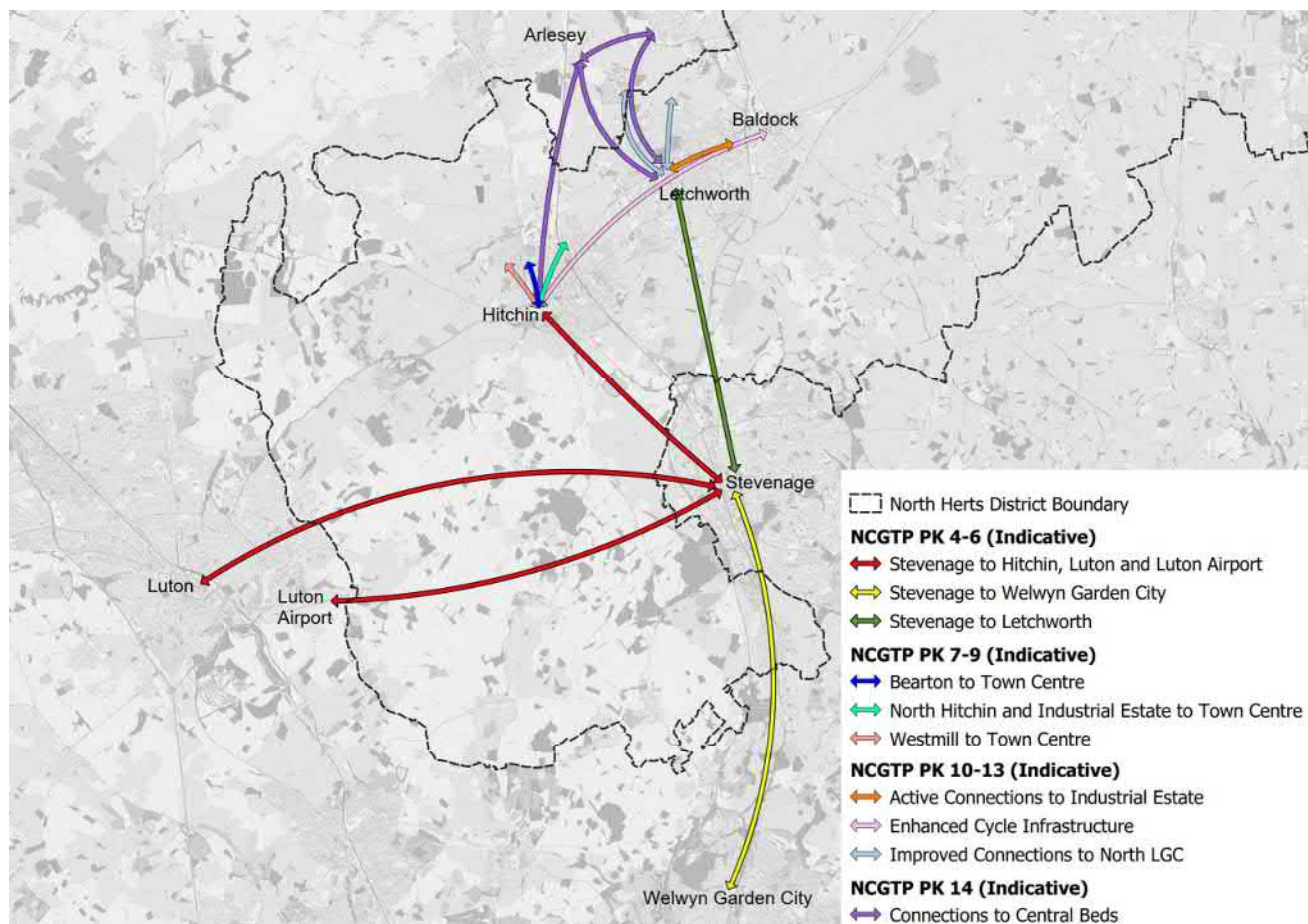 Arlesey
Baldock
Letchworth
Hitchin
Stevenage
Luton
Luton
Airport
Welwyn Garden City
North Herts District Boundary
NCGTP PK 4-6 (Indicative)
Stevenage to Hitchin, Luton and Luton Airport
Stevenage to Welwyn Garden City
Stevenage to Letchworth
NCGTP PK 7-9 (Indicative)
Bearton to Town Centre
North Hitchin and Industrial Estate to Town Centre
Westmill to Town Centre
NCGTP PK 10-13 (Indicative)
Active Connections to Industrial Estate
Enhanced Cycle Infrastructure
Improved Connections to North LGC
NCGTP PK 14 (Indicative)
Connections to Central Beds